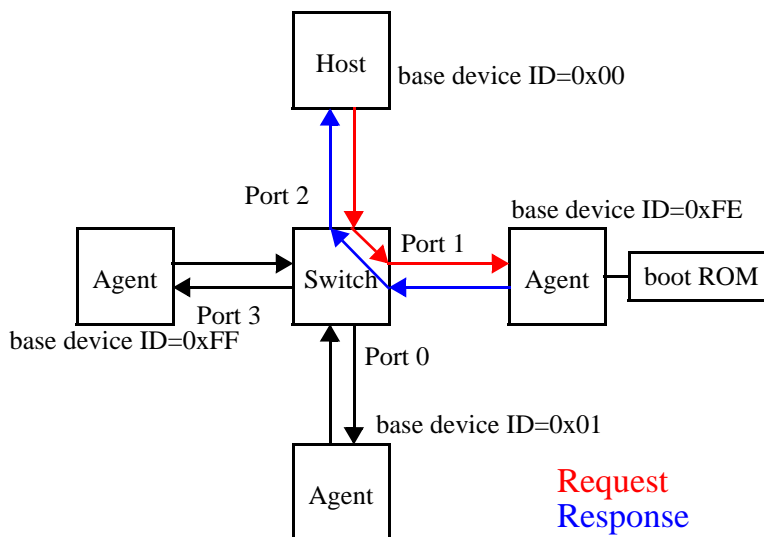 Host
base device ID=0x00
Port 2
base device ID=0xFE
Port 1
Agent
Switch
Agent
boot ROM
Port 3
base device ID=0xFF
Port 0
base device ID=0x01
Agent
Request
Response